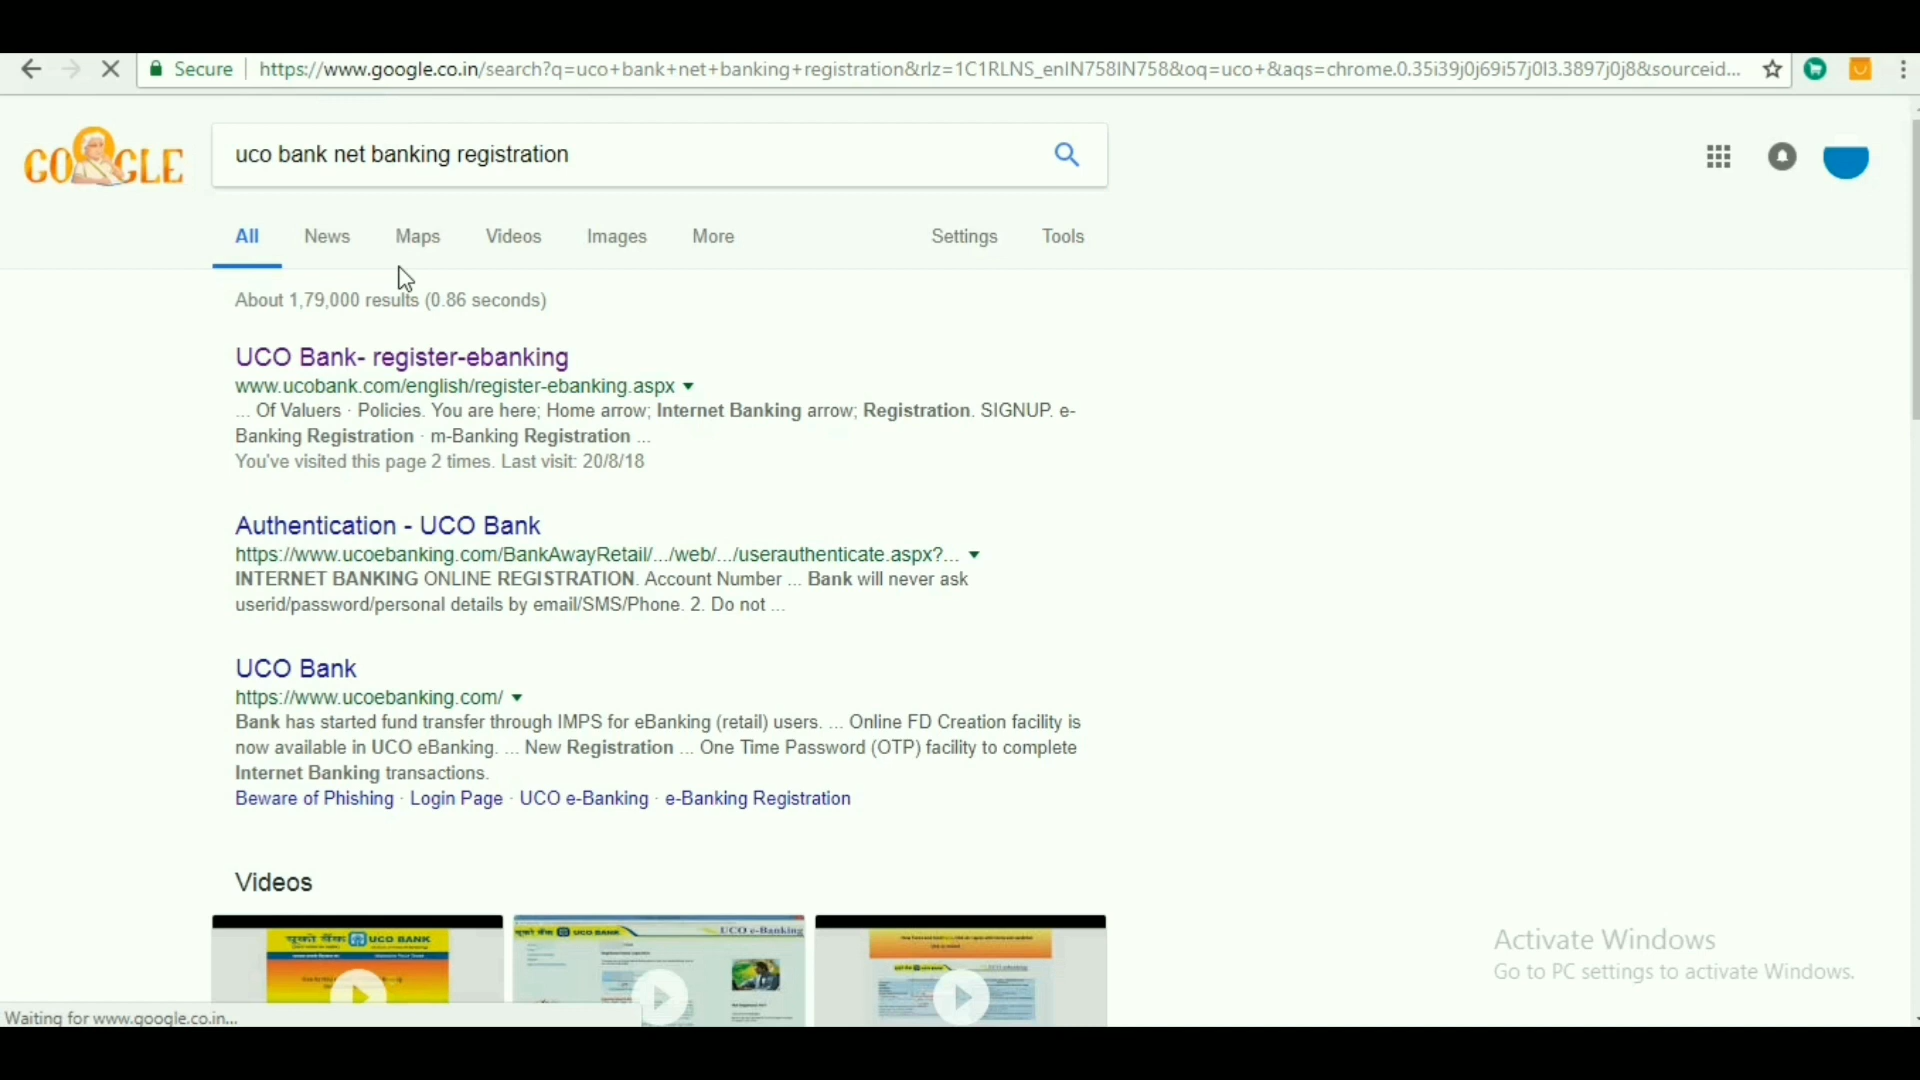 Secure https://www.google.co.in/search?q=uco+bank+net+banking+registration&rlz=1C1RLNS_enIN758IN758&oq=uco+&aqs=chrome.0.35i39j0j69i57j0l3.3897j0j8&sourceid...
GOOGLE
uco bank net banking registration
All News Maps Videos Images More Settings Tools
About 1,79,000 results (0.86 seconds)
UCO Bank- register-ebanking
www.ucobank.com/english/register-ebanking.aspx
... Of Valuers · Policies. You are here; Home arrow; Internet Banking arrow; Registration. SIGNUP. e-
Banking Registration · m-Banking Registration ...
You've visited this page 2 times. Last visit: 20/8/18
Authentication - UCO Bank
https://www.ucoebanking.com/BankAwayRetail/.../web/.../userauthenticate.aspx?...
INTERNET BANKING ONLINE REGISTRATION. Account Number ... Bank will never ask
userid/password/personal details by email/SMS/Phone. 2. Do not ...
UCO Bank
https://www.ucoebanking.com/
Bank has started fund transfer through IMPS for eBanking (retail) users. ... Online FD Creation facility is
now available in UCO eBanking. ... New Registration ... One Time Password (OTP) facility to complete
Internet Banking transactions.
Beware of Phishing · Login Page · UCO e-Banking · e-Banking Registration
Videos
यूको बैंक UCO BANK
यूको बैंक UCO BANK UCO e-Banking
Activate Windows
Go to PC settings to activate Windows.
Waiting for www.google.co.in...